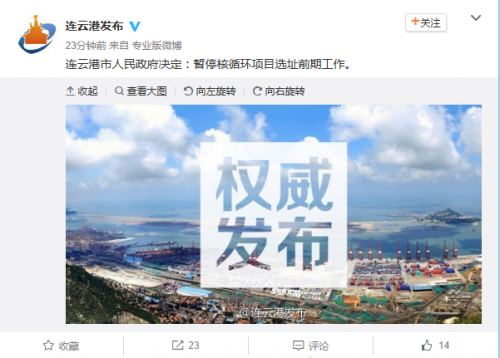 连云港发布
+关注
23分钟前 来自 专业版微博
连云港市人民政府决定：暂停核循环项目选址前期工作。
收起 查看大图 向左旋转 向右旋转
权威
发布
@连云港发布
收藏 23 评论 14